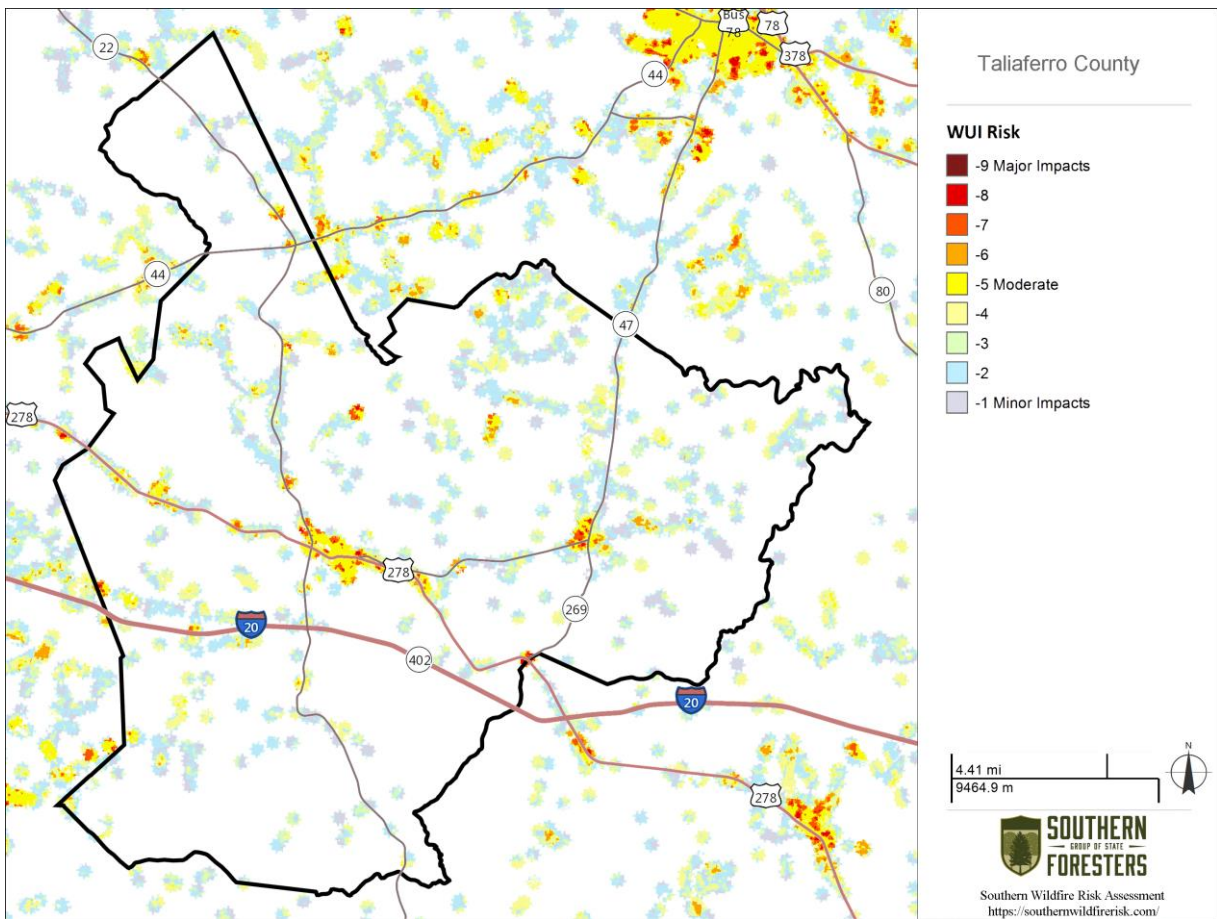 22
Bus
78
78
378
44
44
47
80
278
278
20
402
269
20
278
Taliaferro County
WUI Risk
-9 Major Impacts
-8
-7
-6
-5 Moderate
-4
-3
-2
-1 Minor Impacts
4.41 mi
9464.9 m
N
SOUTHERN
GROUP OF STATE
FORESTERS
Southern Wildfire Risk Assessment
https://southernwildfirerisk.com/